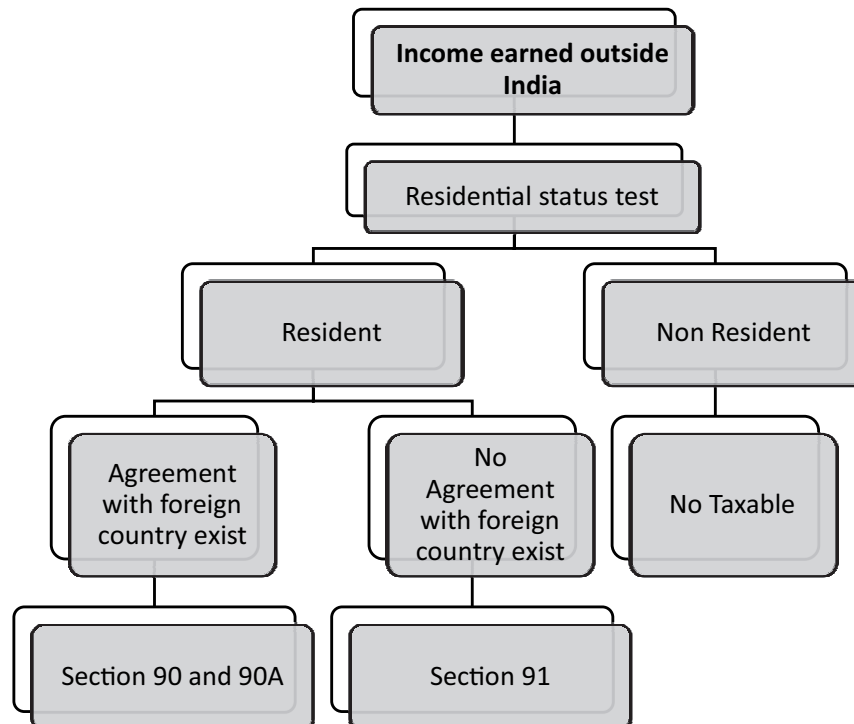 Income earned outside
India
Residential status test
Resident
Non Resident
Agreement
with foreign
country exist
No
Agreement
with foreign
country exist
No Taxable
Section 90 and 90A
Section 91